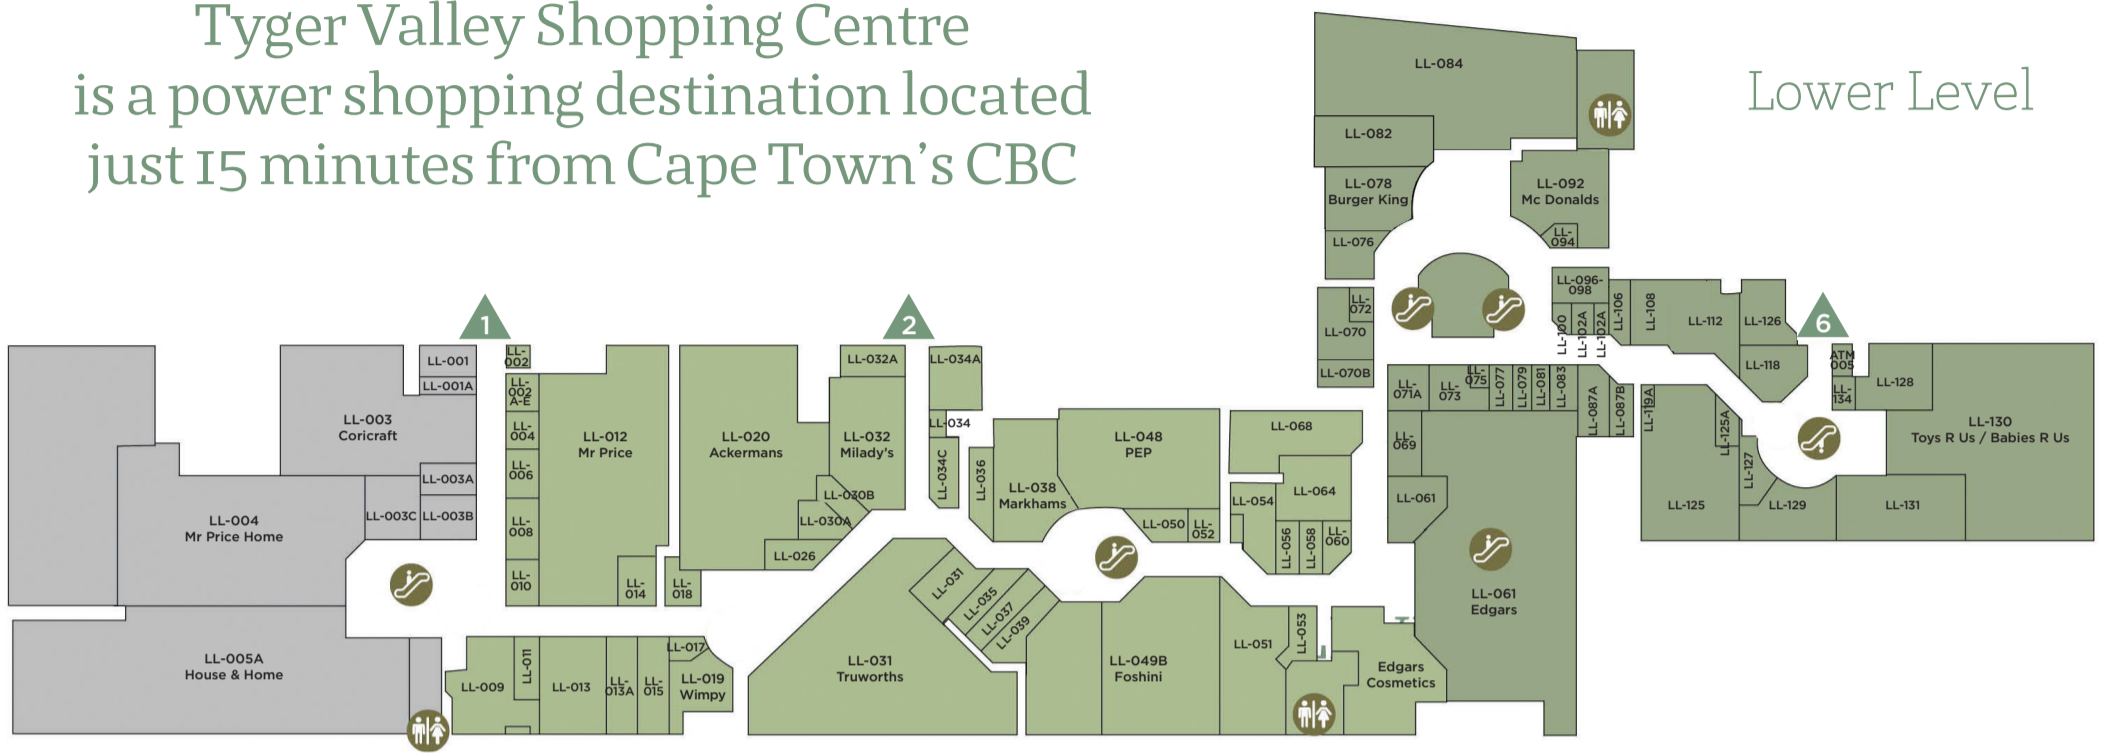 Tyger Valley Shopping Centre
is a power shopping destination located
just 15 minutes from Cape Town's CBC
Lower Level
LL-084
LL-082
LL-078
Burger King
LL-076
LL-092
Mc Donalds
LL-
094
LL-
072
LL-070
LL-070B
LL-096-
098
LL-100
LL-102A
LL-102A
LL-106
LL-108
LL-112
LL-126
LL-118
6
ATM
005
LL-
134
LL-128
LL-130
Toys R Us / Babies R Us
LL-
071A
LL-
073
LL-
075
LL-077
LL-079
LL-081
LL-083
LL-087A
LL-087B
LL-119A
LL-125A
LL-127
LL-125
LL-129
LL-131
LL-
069
LL-061
LL-061
Edgars
1
2
LL-001
LL-001A
LL-003
Coricraft
LL-003A
LL-003B
LL-003C
LL-004
Mr Price Home
LL-005A
House & Home
LL-
002
LL-
002
A-E
LL-
004
LL-
006
LL-
008
LL-
010
LL-012
Mr Price
LL-
014
LL-
018
LL-020
Ackermans
LL-032A
LL-032
Milady's
LL-030B
LL-030A
LL-026
LL-034A
LL-034
LL-034C
LL-036
LL-038
Markhams
LL-048
PEP
LL-050
LL-
052
LL-068
LL-064
LL-054
LL-056
LL-058
LL-
060
LL-009
LL-011
LL-013
LL-
013A
LL-
015
LL-017
LL-019
Wimpy
LL-031
Truworths
LL-031
LL-035
LL-037
LL-039
LL-049B
Foshini
LL-051
LL-053
Edgars
Cosmetics